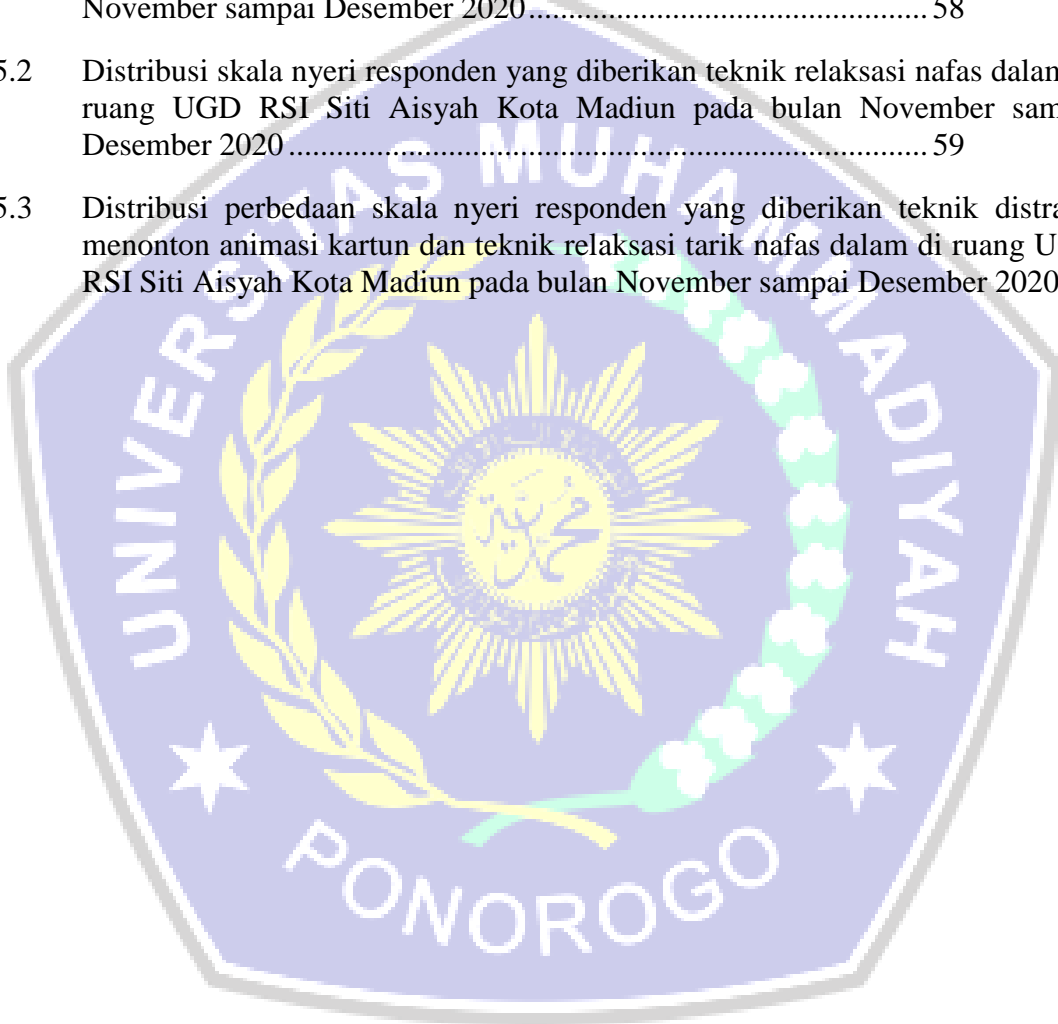 November sampai Desember 2020 ........................................................ 58
5.2 Distribusi skala nyeri responden yang diberikan teknik relaksasi nafas dalam
ruang UGD RSI Siti Aisyah Kota Madiun pada bulan November sam
Desember 2020 ........................................................................................ 59
5.3 Distribusi perbedaan skala nyeri responden yang diberikan teknik distra
menonton animasi kartun dan teknik relaksasi tarik nafas dalam di ruang U
RSI Siti Aisyah Kota Madiun pada bulan November sampai Desember 2020
UNIVERSITAS MUHAMMADIYAH
PONOROGO